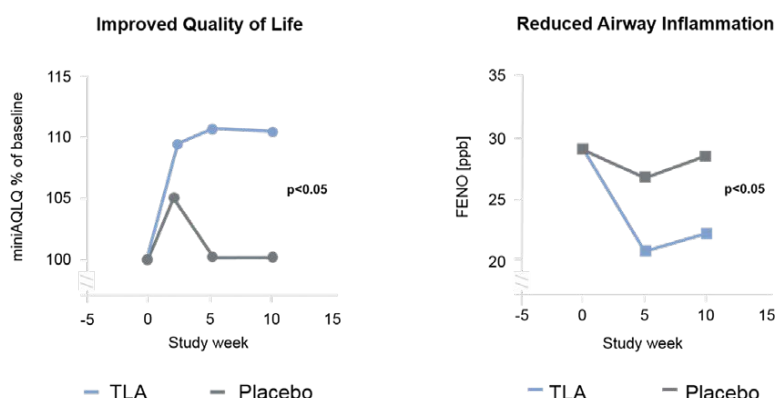 Improved Quality of Life
miniAQLQ % of baseline
115
110
105
100
p<0.05
-5 0 5 10 15
Study week
TLA Placebo
Reduced Airway Inflammation
FENO [ppb]
35
30
25
20
p<0.05
-5 0 5 10 15
Study week
TLA Placebo